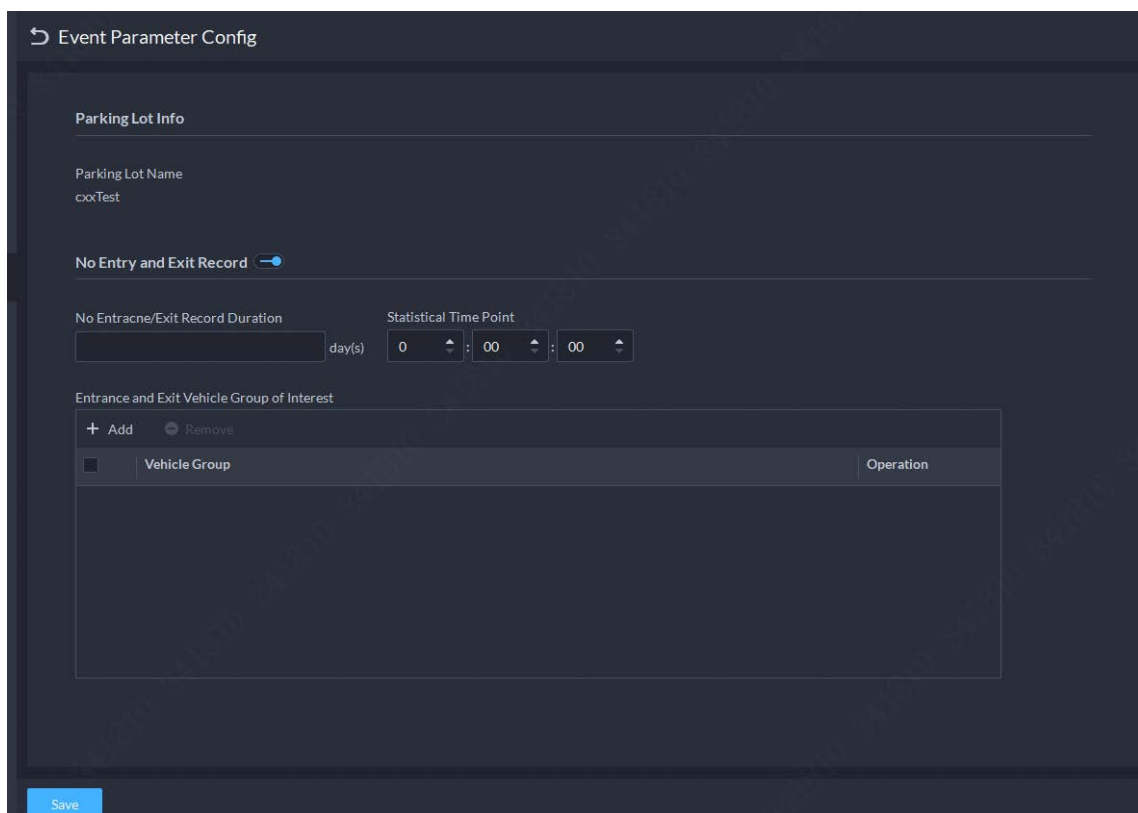 Event Parameter Config
Parking Lot Info
Parking Lot Name
cxxTest
No Entry and Exit Record
No Entracne/Exit Record Duration
Statistical Time Point
day(s)
0 : 00 : 00
Entrance and Exit Vehicle Group of Interest
+ Add Remove
Vehicle Group Operation
Save